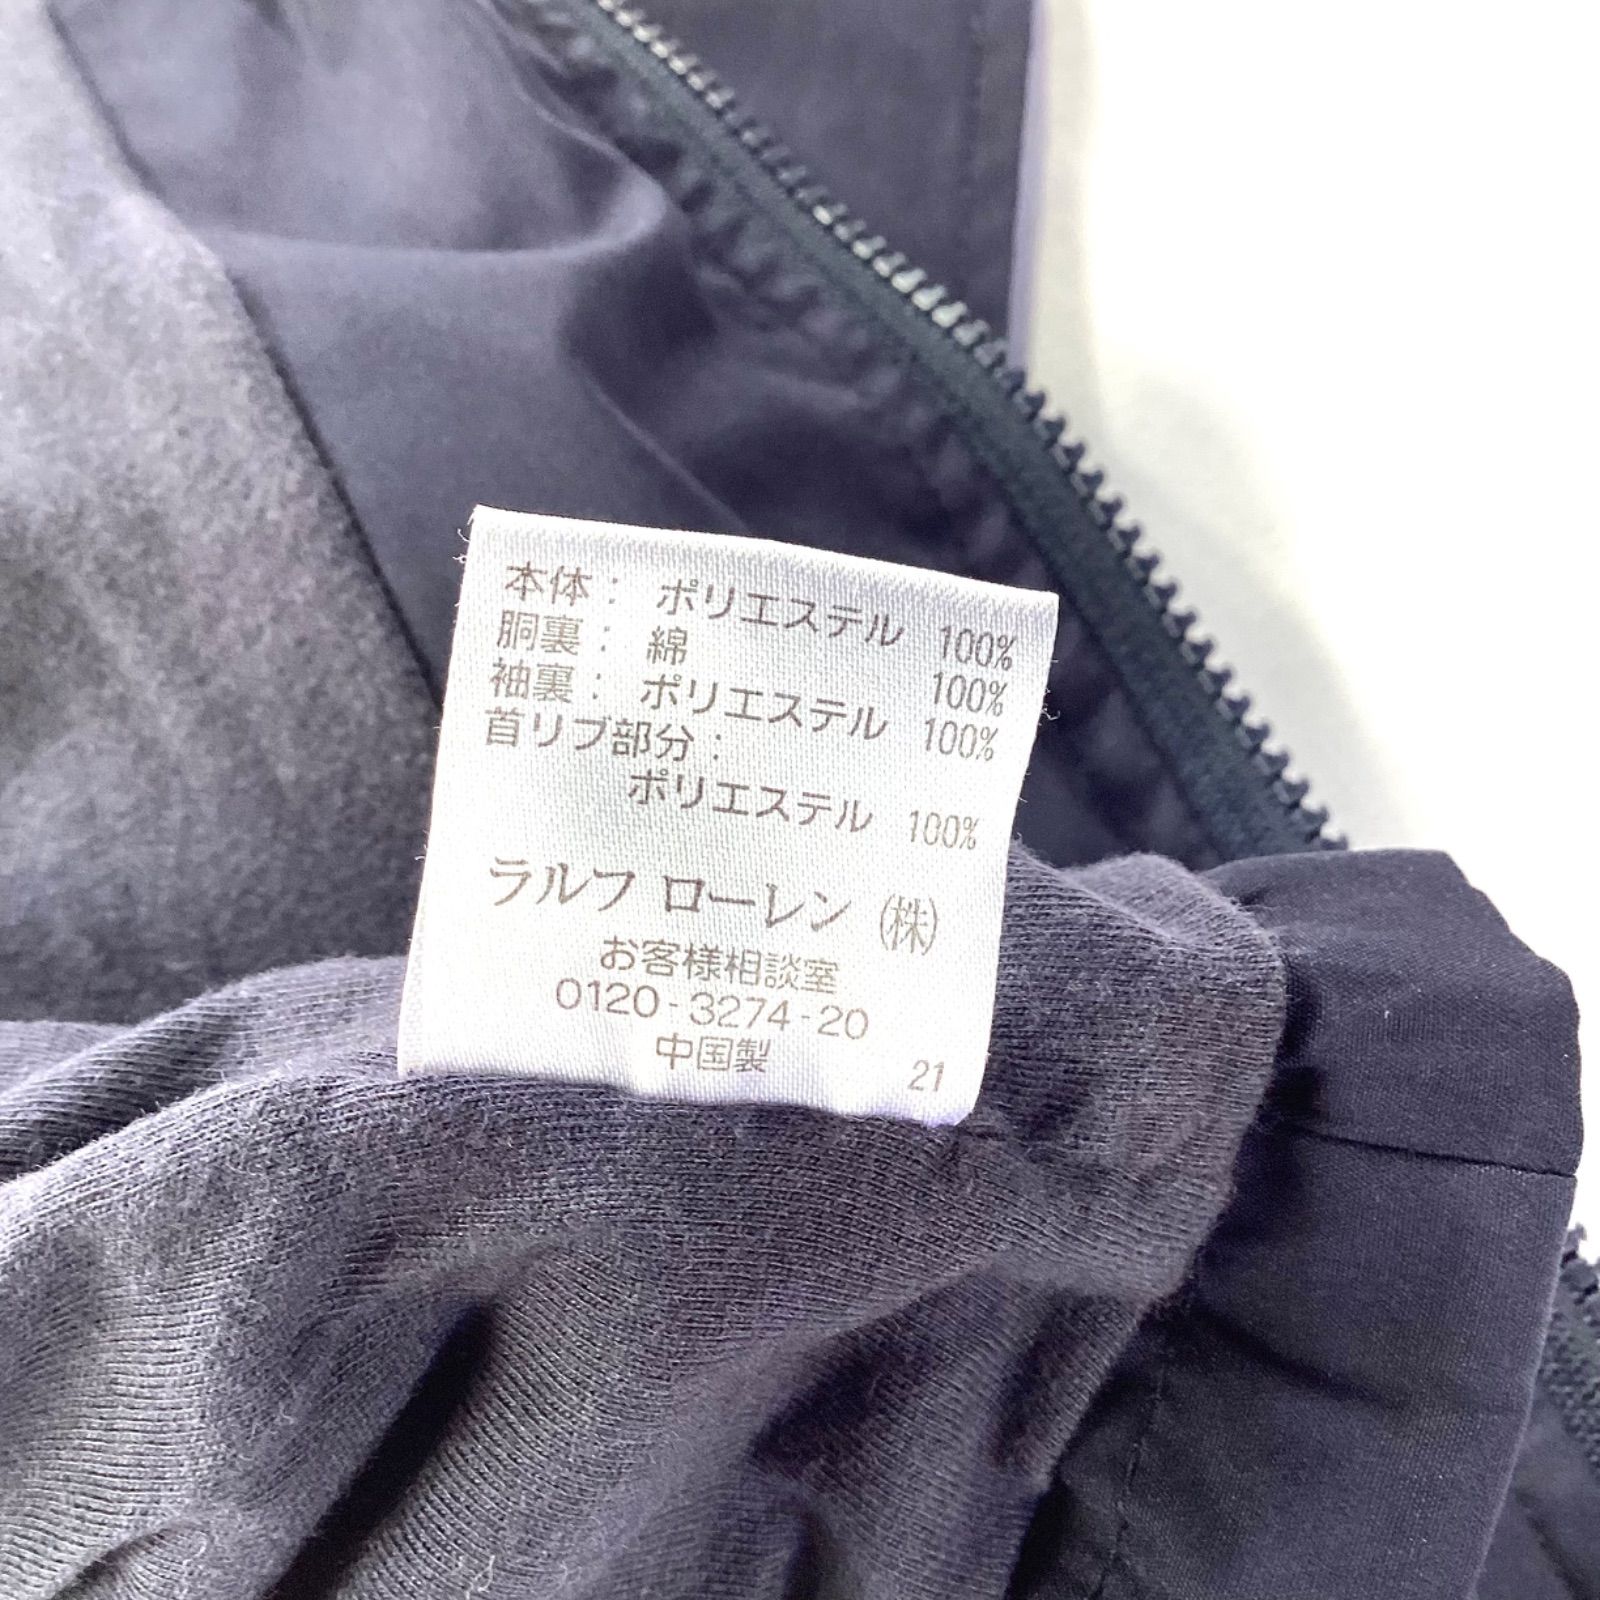 本体: ポリエステル 100%
胴裏: 綿 100%
袖裏: ポリエステル 100%
首リブ部分:
ポリエステル 100%
ラルフ ローレン (株)
お客様相談室
0120-3274-20
中国製 21